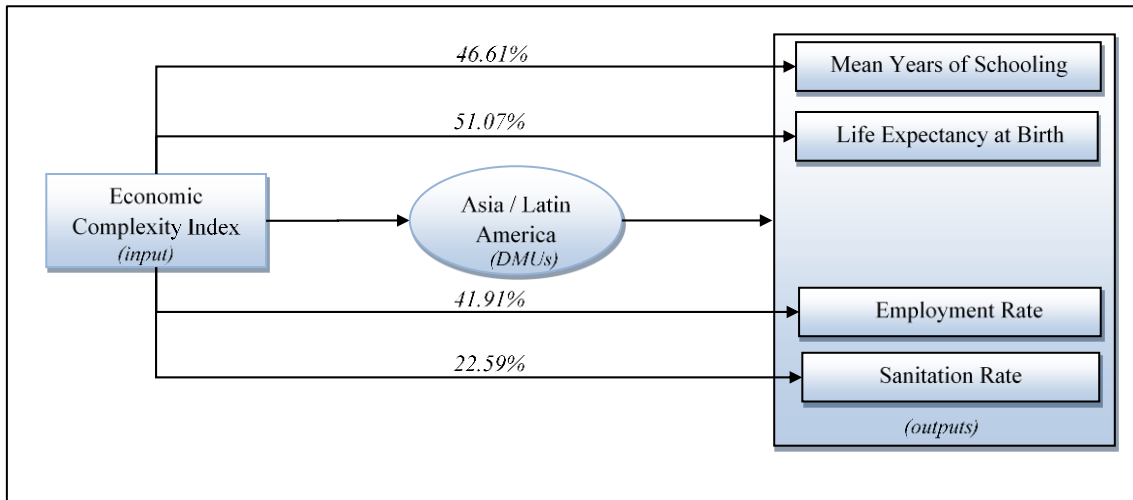 46.61%
Mean Years of Schooling
51.07%
Life Expectancy at Birth
Economic
Complexity Index
(input)
Asia / Latin
America
(DMUs)
41.91%
Employment Rate
22.59%
Sanitation Rate
(outputs)